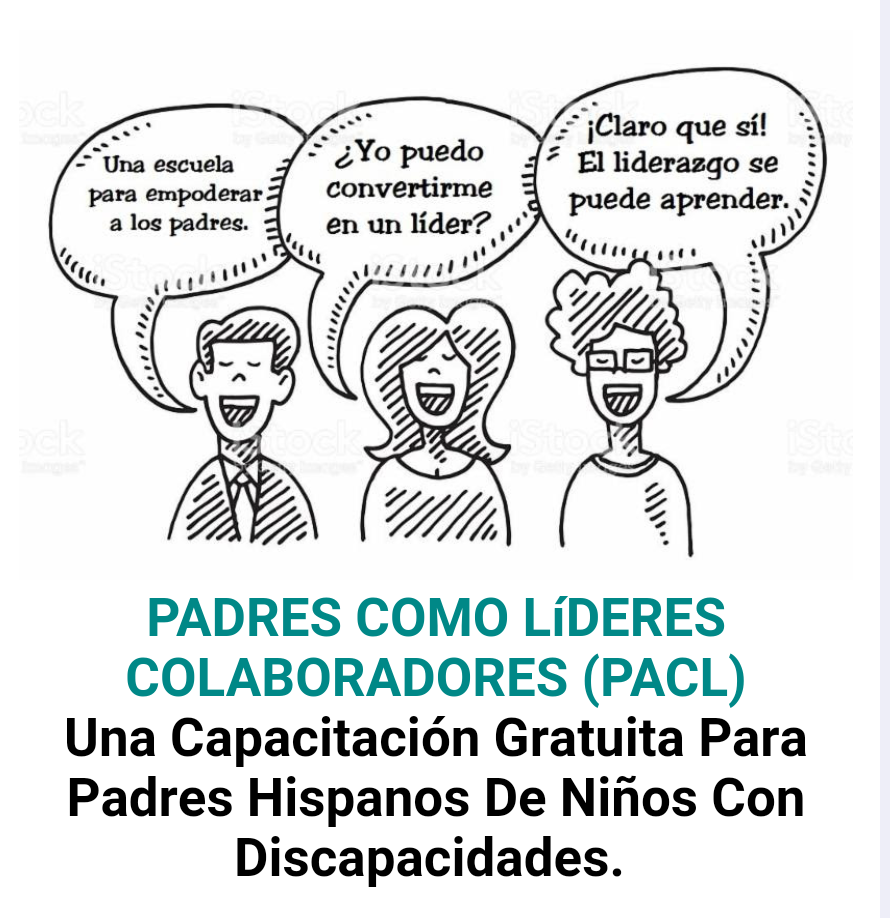 Una escuela
para empoderar
a los padres.
¿Yo puedo
convertirme
en un líder?
¡Claro que sí!
El liderazgo se
puede aprender.
PADRES COMO LíDERES
COLABORADORES (PACL)
Una Capacitación Gratuita Para
Padres Hispanos De Niños Con
Discapacidades.